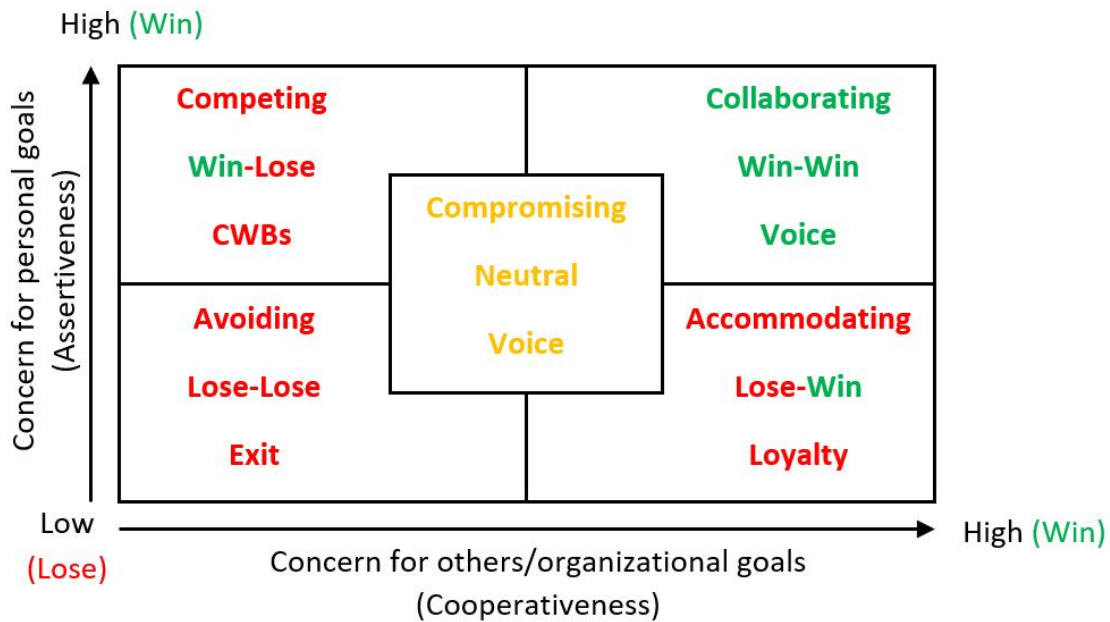 High (Win)
Concern for personal goals
(Assertiveness)
Competing
Win-Lose
CWBs
Collaborating
Win-Win
Voice
Compromising
Neutral
Voice
Avoiding
Lose-Lose
Exit
Accommodating
Lose-Win
Loyalty
Low
(Lose)
Concern for others/organizational goals
(Cooperativeness)
High (Win)